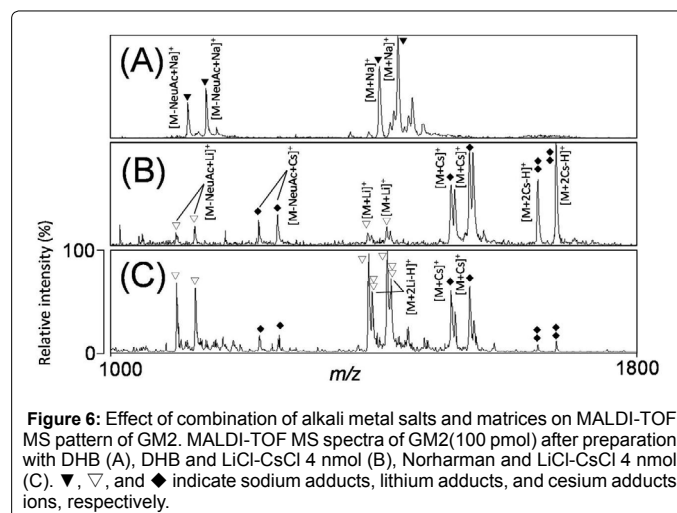 (A)
[M-NeuAc+Na]⁺
[M-NeuAc+Na]⁺
[M+Na]⁺
[M+Na]⁺
(B)
[M-NeuAc+Li]⁺
[M-NeuAc+Cs]⁺
[M+Li]⁺
[M+Li]⁺
[M+Cs]⁺
[M+Cs]⁺
[M+2Cs-H]⁺
[M+2Cs-H]⁺
Relative intensity (%)
100
(C)
[M+2Li-H]⁺
[M+Cs]⁺
[M+Cs]⁺
0
1000
m/z
1800
Figure 6: Effect of combination of alkali metal salts and matrices on MALDI-TOF
MS pattern of GM2. MALDI-TOF MS spectra of GM2(100 pmol) after preparation
with DHB (A), DHB and LiCl-CsCl 4 nmol (B), Norharman and LiCl-CsCl 4 nmol
(C). ▼, ▽, and ◆ indicate sodium adducts, lithium adducts, and cesium adducts
ions, respectively.